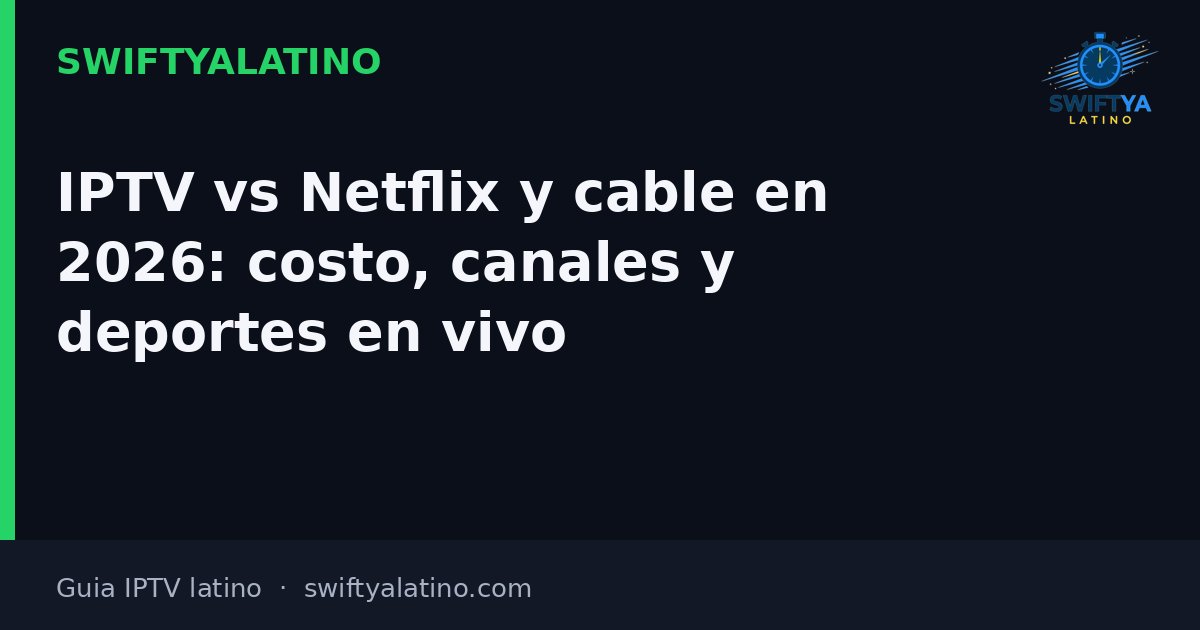 SWIFTYALATINO
SWIFTYA
LATINO
IPTV vs Netflix y cable en
2026: costo, canales y
deportes en vivo
Guia IPTV latino · swiftyalatino.com